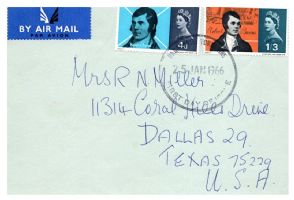 BY AIR MAIL
PAR AVION
4d
1'3
25 JAN 1966
Mrs R N Miller
11314 Coral Hills Drive
DALLAS 29.
TEXAS 75229
U.S.A.